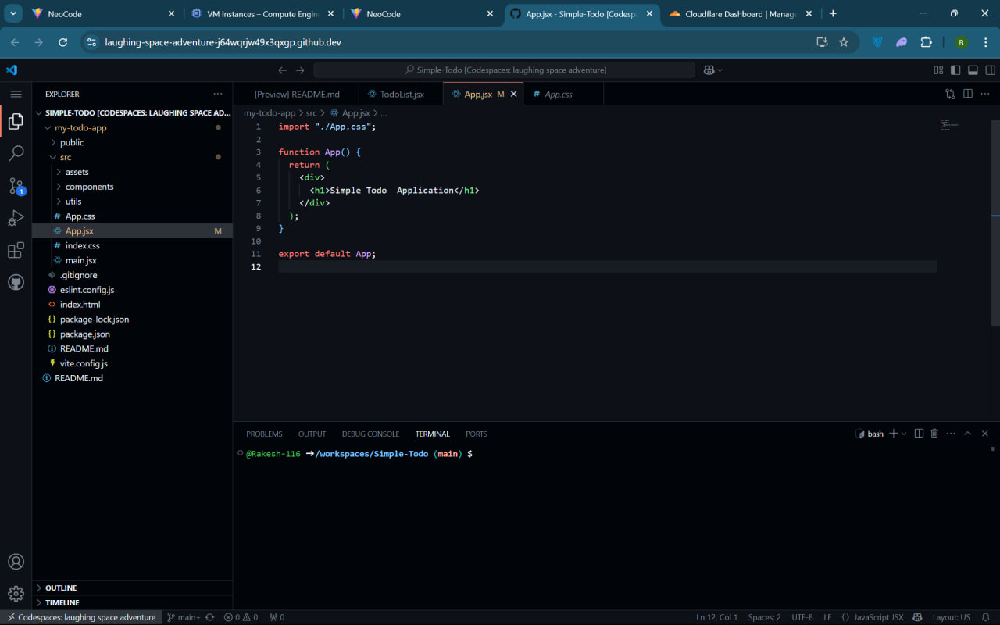 NeoCode
VM instances – Compute Engin
NeoCode
App.jsx - Simple-Todo [Codesp
Cloudflare Dashboard | Manage
laughing-space-adventure-j64wqrjw49x3qxgp.github.dev
R
Simple-Todo [Codespaces: laughing space adventure]
EXPLORER
[Preview] README.md
TodoList.jsx
App.jsx M
App.css
SIMPLE-TODO [CODESPACES: LAUGHING SPACE AD...
my-todo-app
public
src
assets
components
utils
App.css
App.jsx M
index.css
main.jsx
.gitignore
eslint.config.js
index.html
package-lock.json
package.json
README.md
vite.config.js
README.md
1
my-todo-app > src > App.jsx > ...
1 import "./App.css";
2
3 function App() {
4 return (
5 <div>
6 <h1>Simple Todo  Application</h1>
7 </div>
8 );
9 }
10
11 export default App;
12
PROBLEMS OUTPUT DEBUG CONSOLE TERMINAL PORTS
bash
@Rakesh-116 ➜/workspaces/Simple-Todo (main) $
OUTLINE
TIMELINE
Codespaces: laughing space adventure
main+
0 0
0
Ln 12, Col 1
Spaces: 2
UTF-8
LF
{ } JavaScript JSX
Layout: US